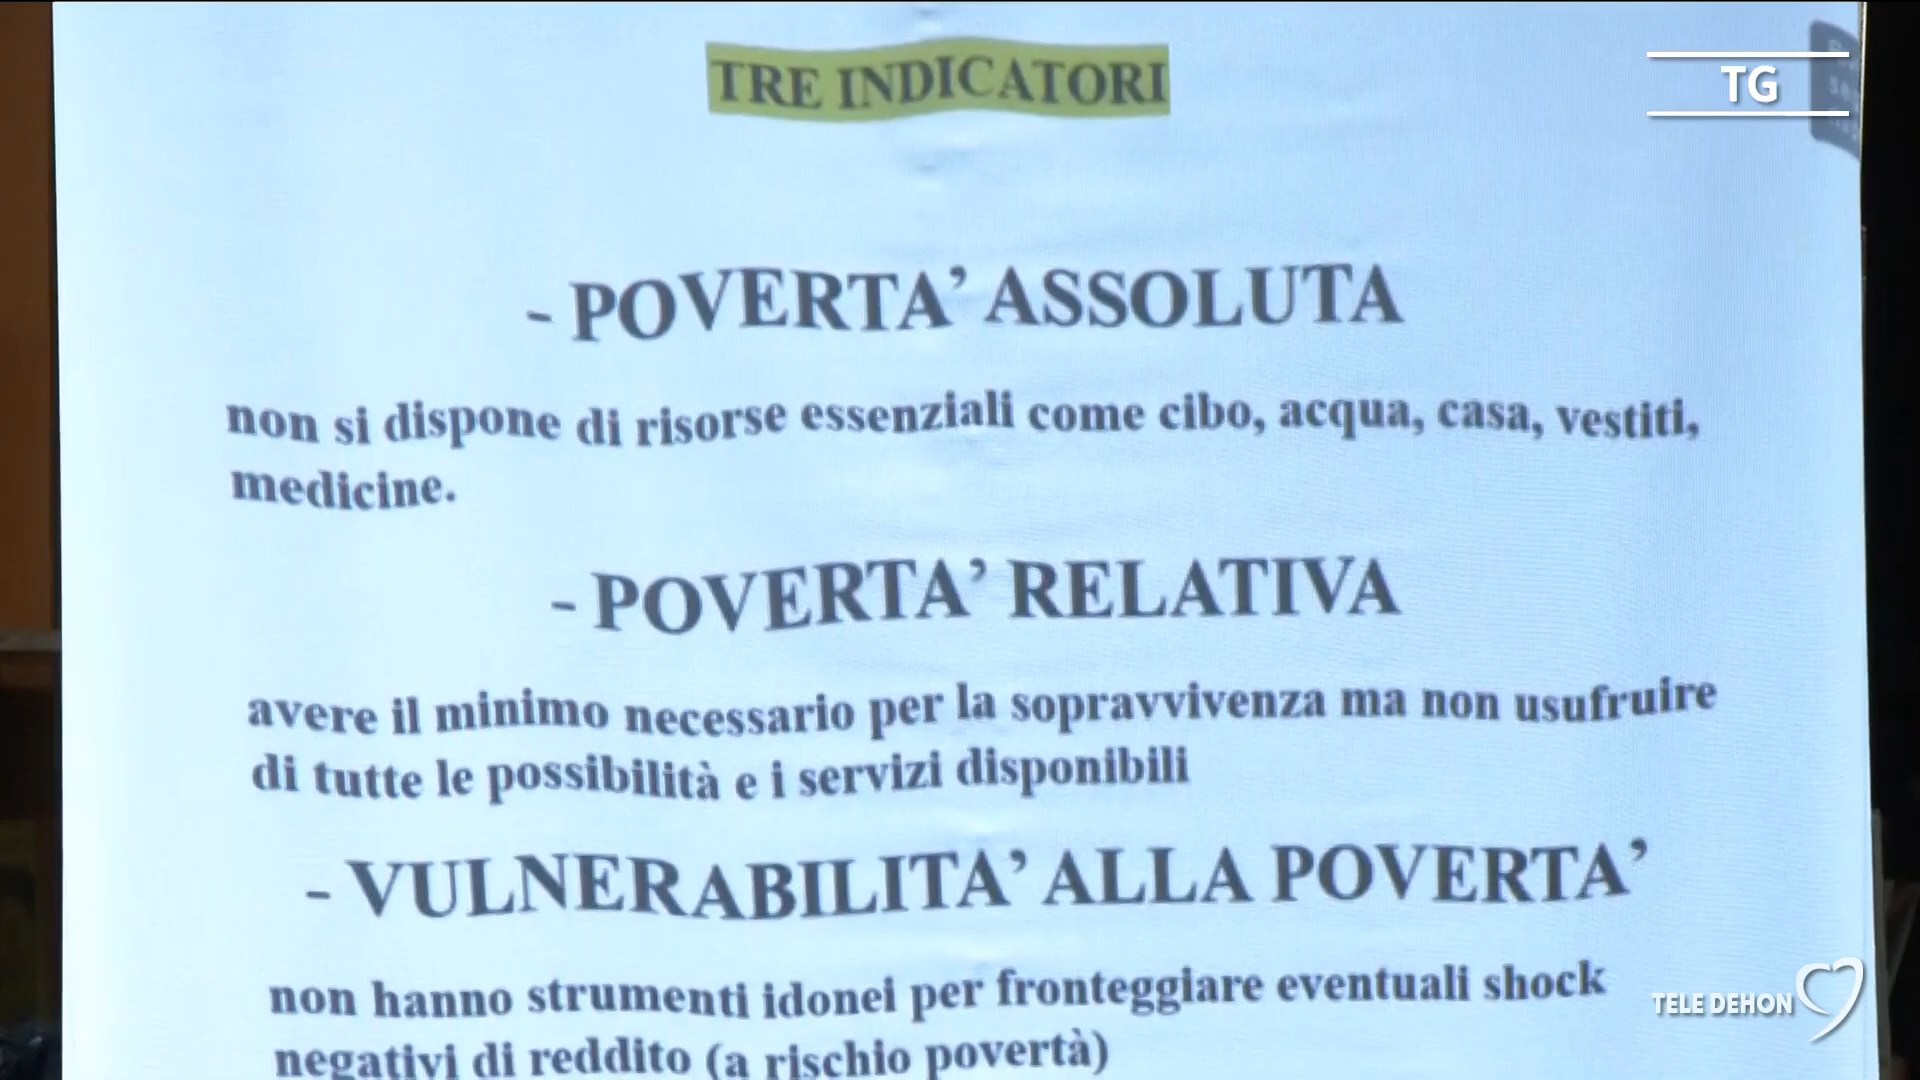 TRE INDICATORI
TG
- POVERTA’ ASSOLUTA
non si dispone di risorse essenziali come cibo, acqua, casa, vestiti,
medicine.
- POVERTA’ RELATIVA
avere il minimo necessario per la sopravvivenza ma non usufruire
di tutte le possibilità e i servizi disponibili
- VULNERABILITA’ ALLA POVERTA’
non hanno strumenti idonei per fronteggiare eventuali shock
negativi di reddito (a rischio povertà)
TELE DEHON